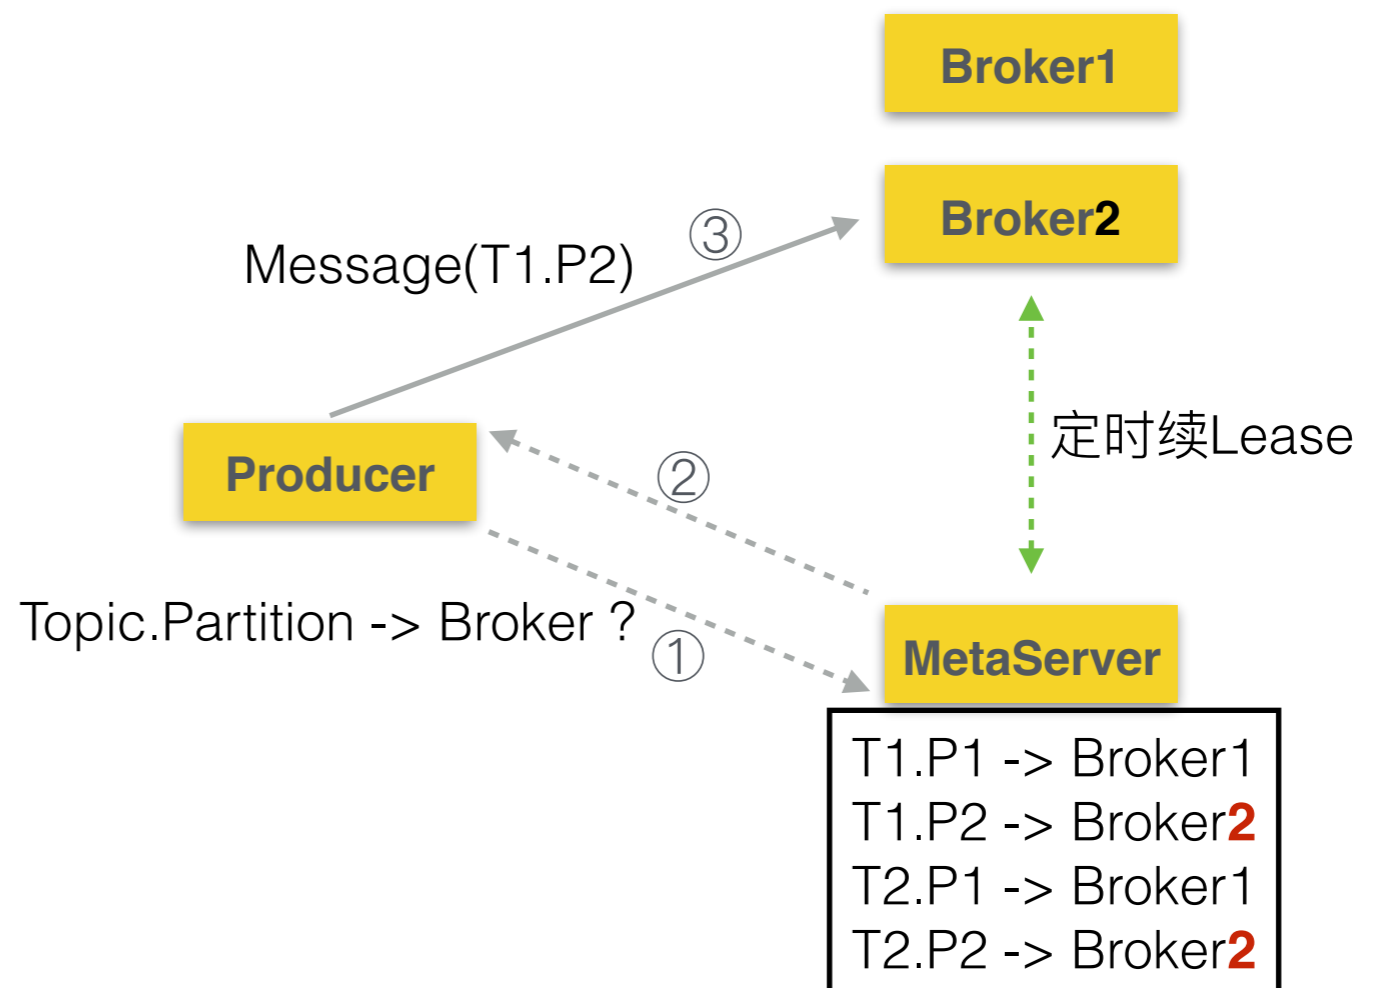 Broker1
Broker2
③
Message(T1.P2)
定时续Lease
Producer
②
Topic.Partition -> Broker ?
①
MetaServer
T1.P1 -> Broker1
T1.P2 -> Broker2
T2.P1 -> Broker1
T2.P2 -> Broker2